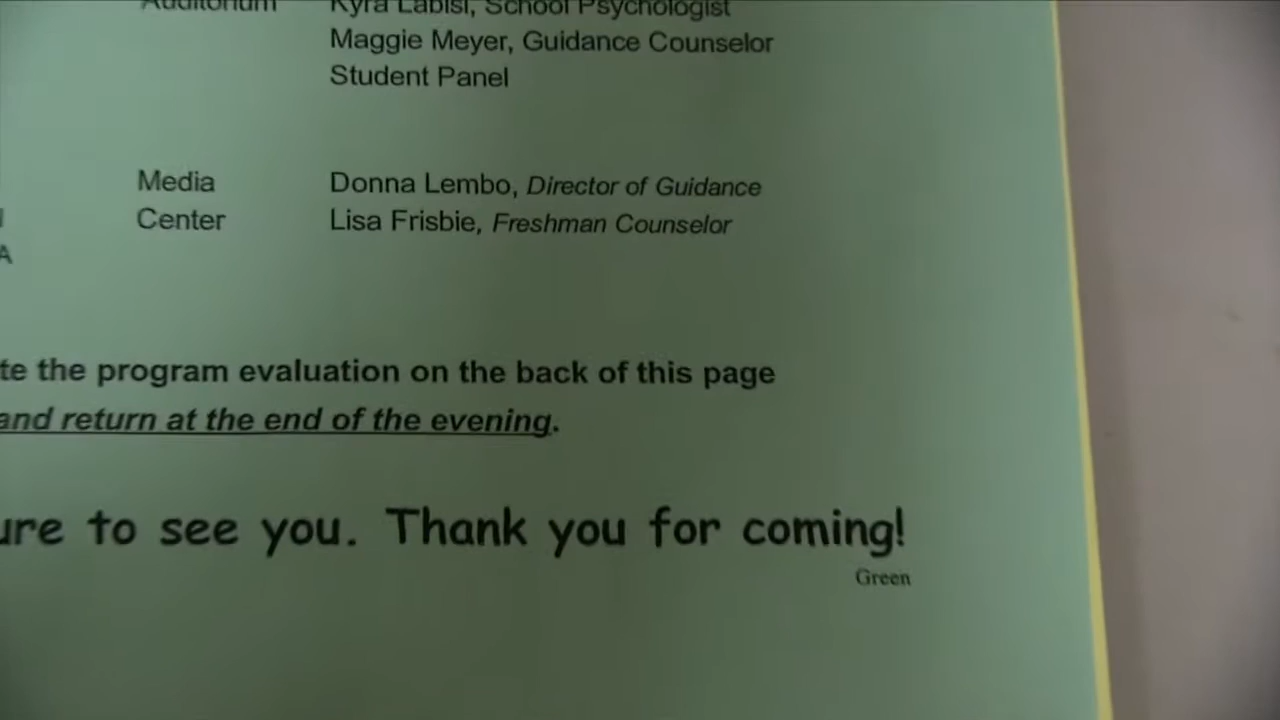 Auditorium Kyra Labisi, School Psychologist
Maggie Meyer, Guidance Counselor
Student Panel
Media Donna Lembo, Director of Guidance
Center Lisa Frisbie, Freshman Counselor
A
the program evaluation on the back of this page
and return at the end of the evening.
to see you. Thank you for coming!
Green